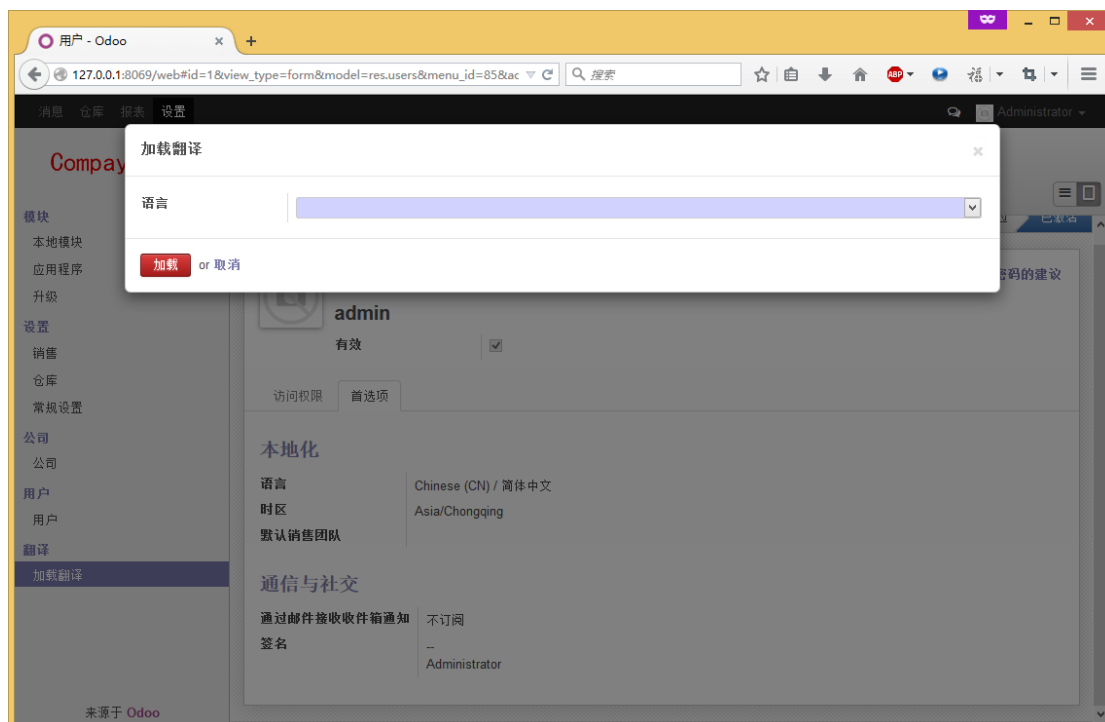 用户 - Odoo
127.0.0.1:8069/web#id=1&view_type=form&model=res.users&menu_id=85&ac
搜索
ABP
消息 仓库 报表 设置
Administrator
Compay
加载翻译
语言
加载 or 取消
密码的建议
已激活
模块
本地模块
应用程序
升级
设置
销售
仓库
常规设置
公司
公司
用户
用户
翻译
加载翻译
来源于 Odoo
admin
有效
访问权限 首选项
本地化
语言 Chinese (CN) / 简体中文
时区 Asia/Chongqing
默认销售团队
通信与社交
通过邮件接收收件箱通知 不订阅
签名 --
Administrator